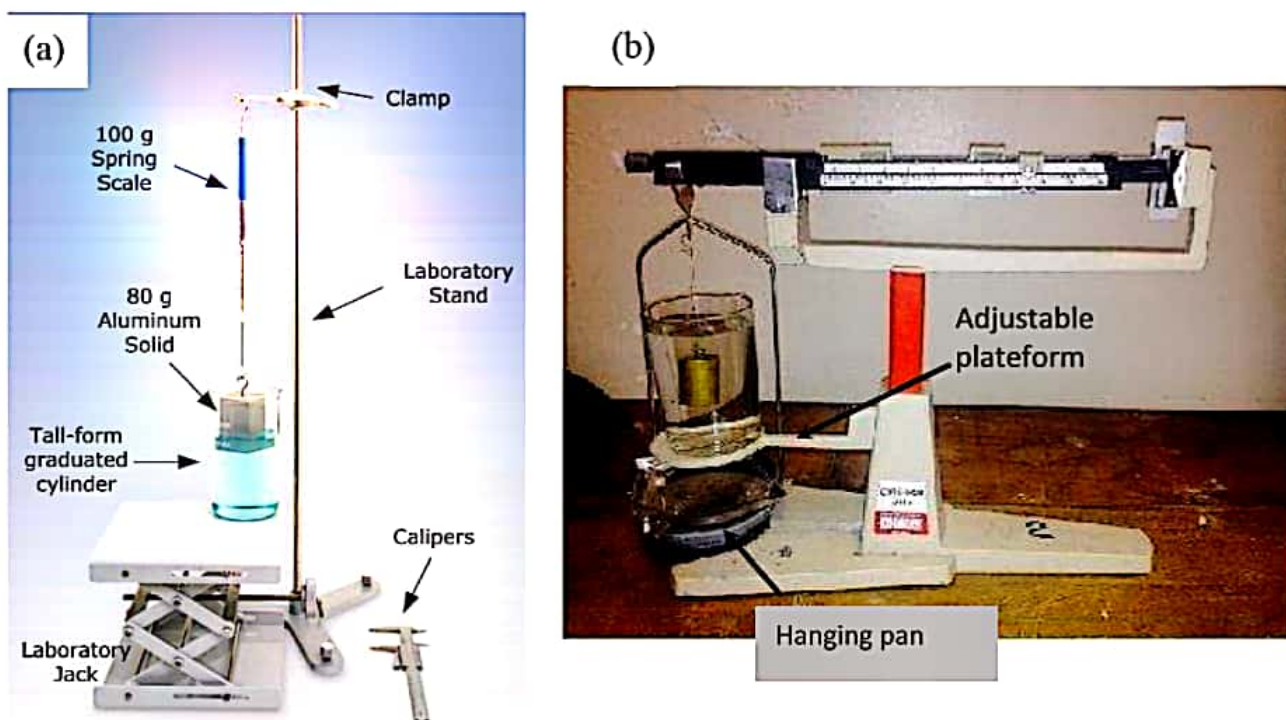 (a)
Clamp
100 g
Spring
Scale
Laboratory
Stand
80 g
Aluminum
Solid
Tall-form
graduated
cylinder
Calipers
Laboratory
Jack
(b)
Adjustable
plateform
Hanging pan